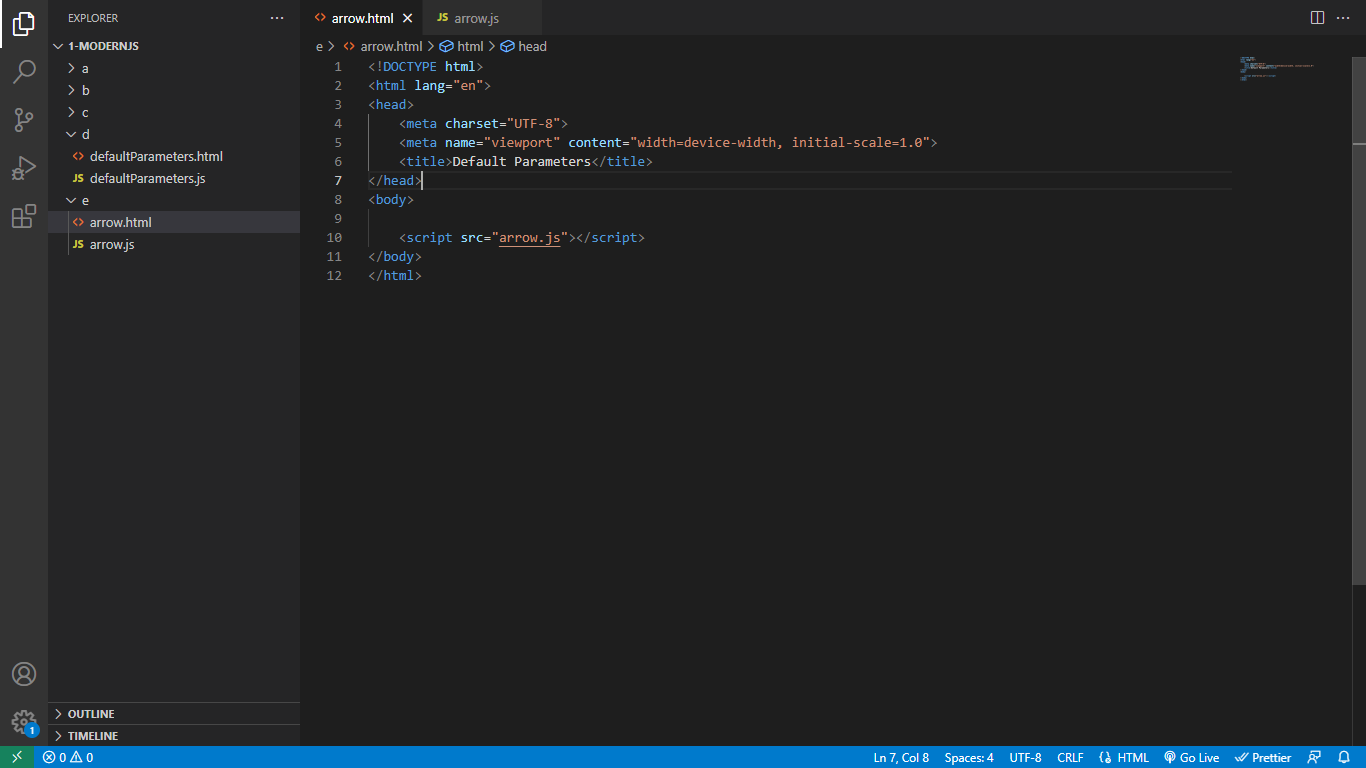 EXPLORER
1-MODERNJS
a
b
c
d
defaultParameters.html
JS defaultParameters.js
e
arrow.html
JS arrow.js
OUTLINE
TIMELINE
arrow.html JS arrow.js
e > arrow.html > html > head
1 <!DOCTYPE html>
2 <html lang="en">
3 <head>
4 <meta charset="UTF-8">
5 <meta name="viewport" content="width=device-width, initial-scale=1.0">
6 <title>Default Parameters</title>
7 </head>
8 <body>
9
10 <script src="arrow.js"></script>
11 </body>
12 </html>
1
0 0 Ln 7, Col 8 Spaces: 4 UTF-8 CRLF HTML Go Live Prettier